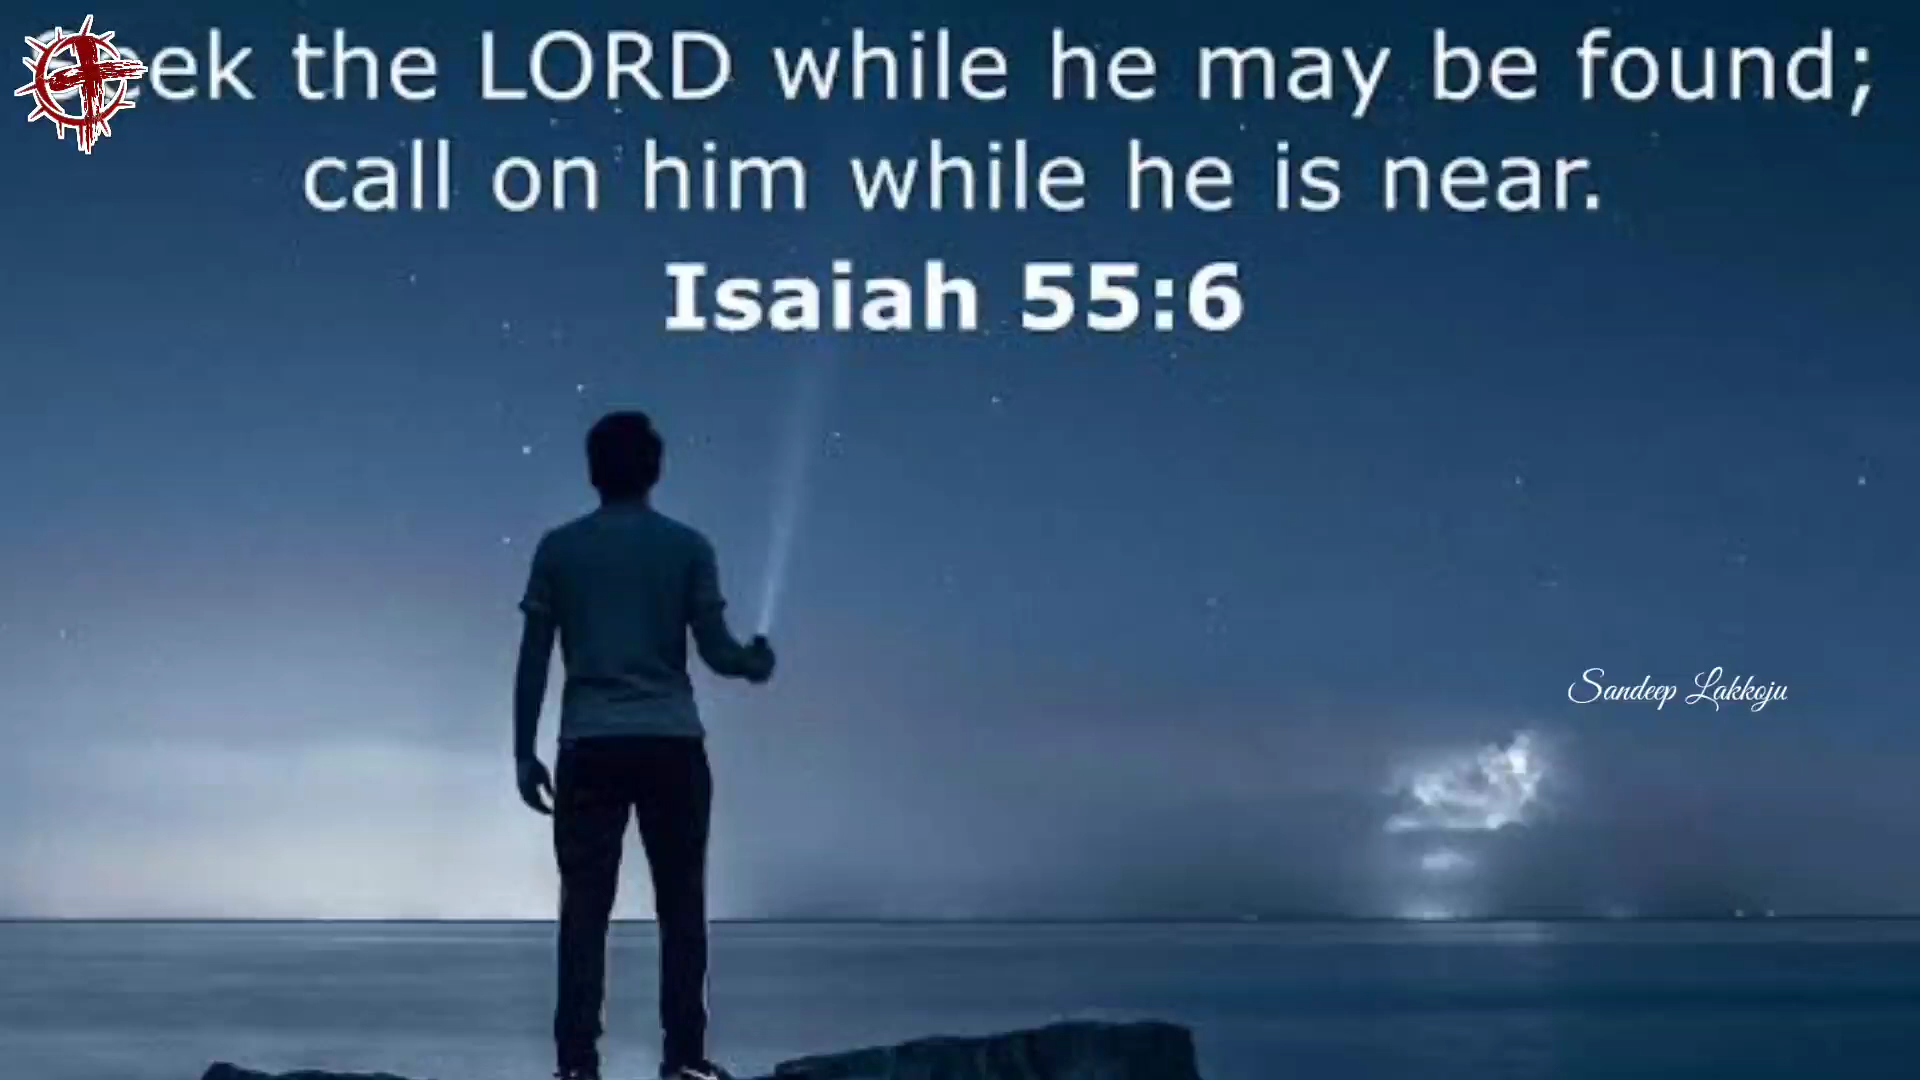 eek the LORD while he may be found;
call on him while he is near.
Isaiah 55:6
Sandeep Lakkoju